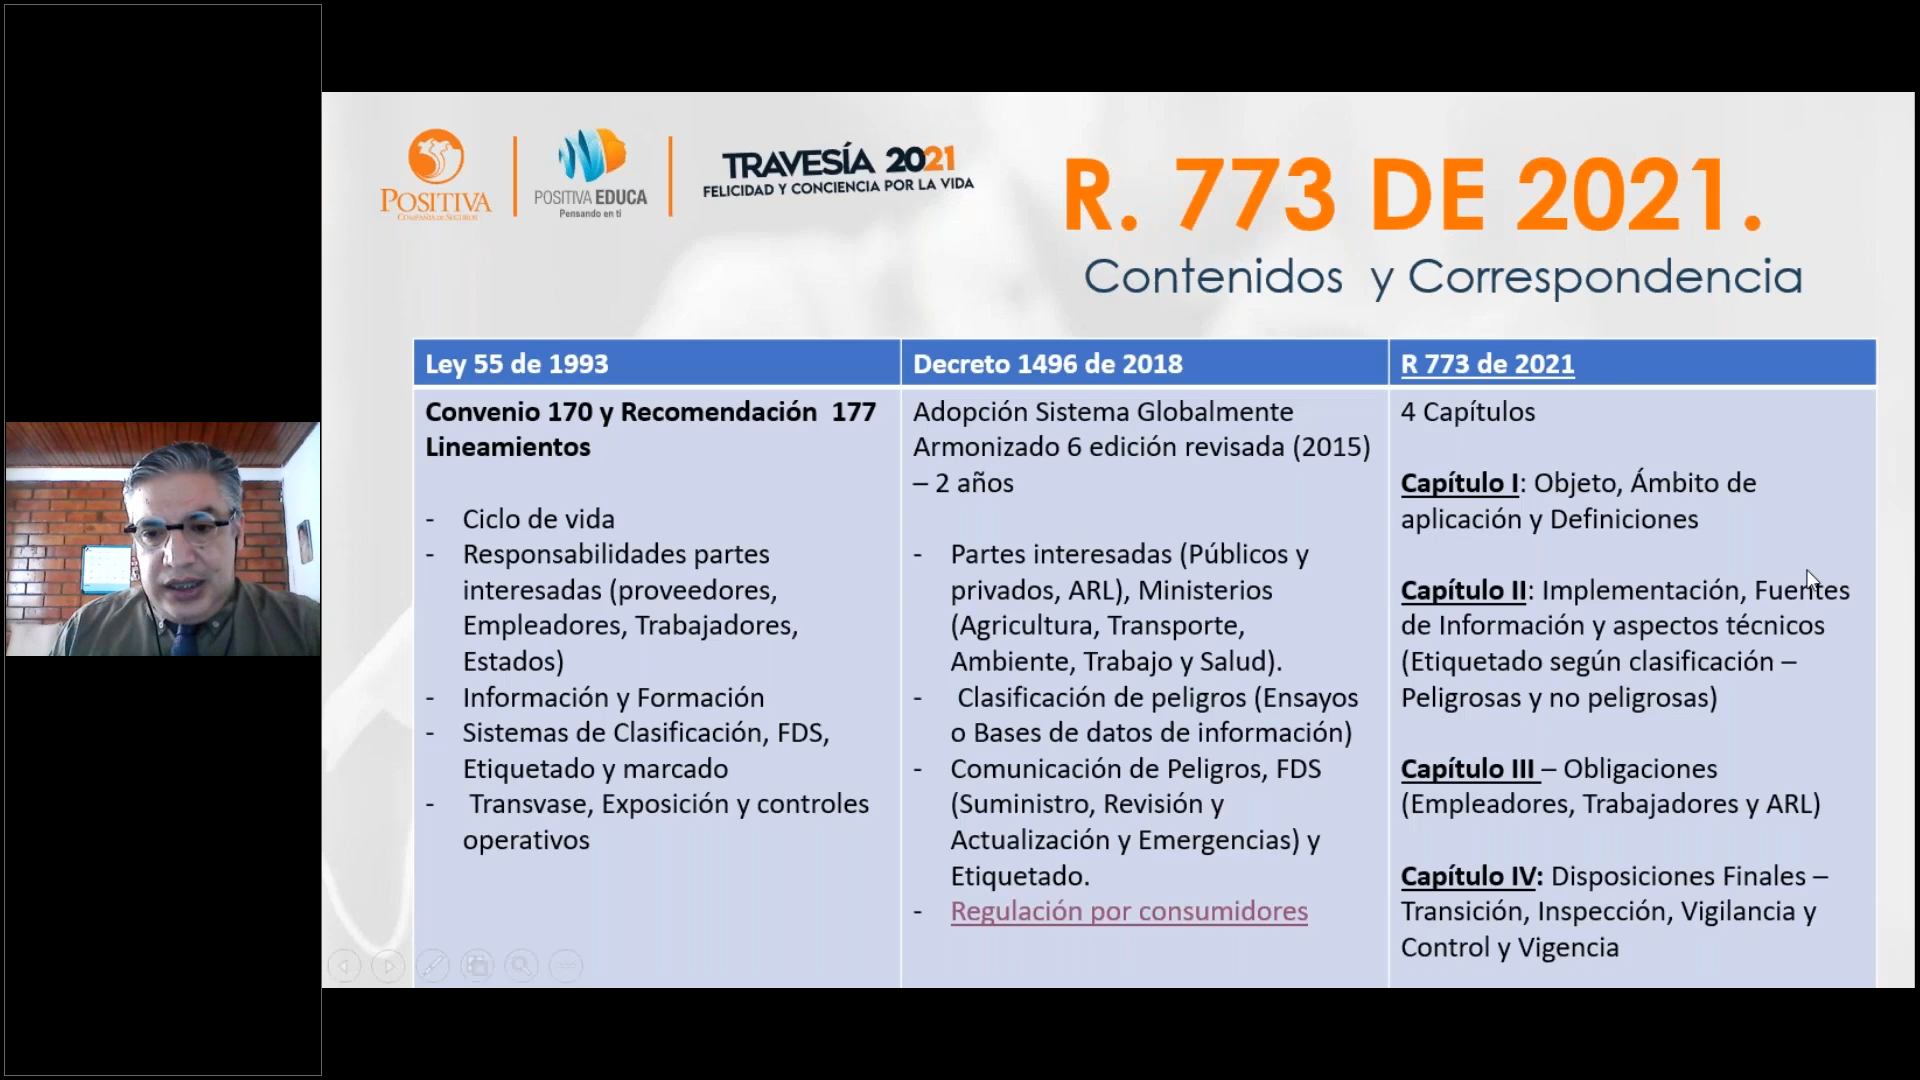 POSITIVA
COMPAÑÍA DE SEGUROS
POSITIVA EDUCA
Pensando en ti
TRAVESÍA 2021
FELICIDAD Y CONCIENCIA POR LA VIDA
R. 773 DE 2021.
Contenidos y Correspondencia
Ley 55 de 1993
Convenio 170 y Recomendación 177
Lineamientos
- Ciclo de vida
- Responsabilidades partes
interesadas (proveedores,
Empleadores, Trabajadores,
Estados)
- Información y Formación
- Sistemas de Clasificación, FDS,
Etiquetado y marcado
- Transvase, Exposición y controles
operativos
Decreto 1496 de 2018
Adopción Sistema Globalmente
Armonizado 6 edición revisada (2015)
– 2 años
- Partes interesadas (Públicos y
privados, ARL), Ministerios
(Agricultura, Transporte,
Ambiente, Trabajo y Salud).
- Clasificación de peligros (Ensayos
o Bases de datos de información)
- Comunicación de Peligros, FDS
(Suministro, Revisión y
Actualización y Emergencias) y
Etiquetado.
- Regulación por consumidores
R 773 de 2021
4 Capítulos
Capítulo I: Objeto, Ámbito de
aplicación y Definiciones
Capítulo II: Implementación, Fuentes
de Información y aspectos técnicos
(Etiquetado según clasificación –
Peligrosas y no peligrosas)
Capítulo III – Obligaciones
(Empleadores, Trabajadores y ARL)
Capítulo IV: Disposiciones Finales –
Transición, Inspección, Vigilancia y
Control y Vigencia